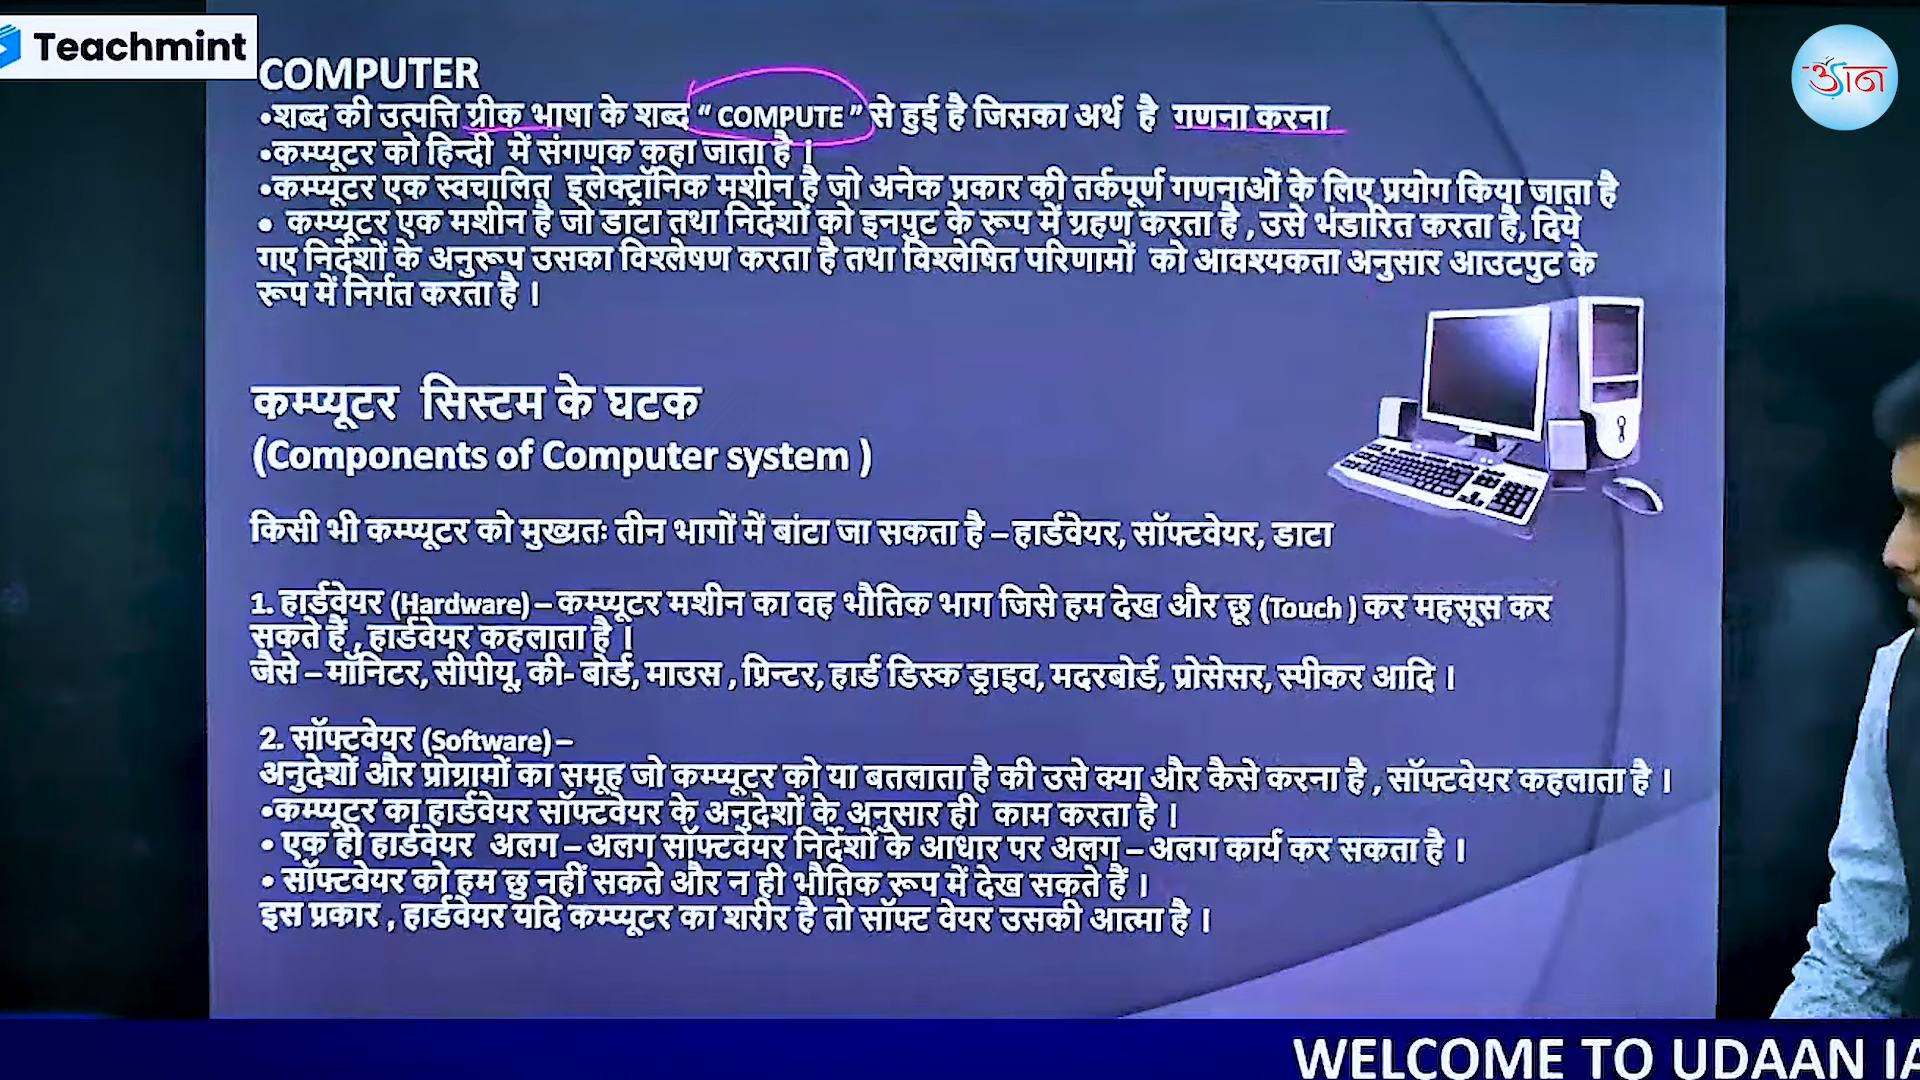 Teachmint
उड़ान
COMPUTER
•शब्द की उत्पत्ति ग्रीक भाषा के शब्द “ COMPUTE ” से हुई है जिसका अर्थ है गणना करना
•कम्प्यूटर को हिन्दी में संगणक कहा जाता है ।
•कम्प्यूटर एक स्वचालित इलेक्ट्रॉनिक मशीन है जो अनेक प्रकार की तर्कपूर्ण गणनाओं के लिए प्रयोग किया जाता है
• कम्प्यूटर एक मशीन है जो डाटा तथा निर्देशों को इनपुट के रूप में ग्रहण करता है , उसे भंडारित करता है, दिये
गए निर्देशों के अनुरूप उसका विश्लेषण करता है तथा विश्लेषित परिणामों को आवश्यकता अनुसार आउटपुट के
रूप में निर्गत करता है ।
कम्प्यूटर सिस्टम के घटक
(Components of Computer system )
किसी भी कम्प्यूटर को मुख्यतः तीन भागों में बांटा जा सकता है – हार्डवेयर, सॉफ्टवेयर, डाटा
1. हार्डवेयर (Hardware) – कम्प्यूटर मशीन का वह भौतिक भाग जिसे हम देख और छू (Touch ) कर महसूस कर
सकते हैं , हार्डवेयर कहलाता है ।
जैसे – मॉनिटर, सीपीयू, की- बोर्ड, माउस , प्रिन्टर, हार्ड डिस्क ड्राइव, मदरबोर्ड, प्रोसेसर, स्पीकर आदि ।
2. सॉफ्टवेयर (Software) –
अनुदेशों और प्रोग्रामों का समूह जो कम्प्यूटर को या बतलाता है की उसे क्या और कैसे करना है , सॉफ्टवेयर कहलाता है ।
•कम्प्यूटर का हार्डवेयर सॉफ्टवेयर के अनुदेशों के अनुसार ही काम करता है ।
• एक ही हार्डवेयर अलग – अलग सॉफ्टवेयर निर्देशों के आधार पर अलग – अलग कार्य कर सकता है ।
• सॉफ्टवेयर को हम छु नहीं सकते और न ही भौतिक रूप में देख सकते हैं ।
इस प्रकार , हार्डवेयर यदि कम्प्यूटर का शरीर है तो सॉफ्ट वेयर उसकी आत्मा है ।
WELCOME TO UDAAN IA